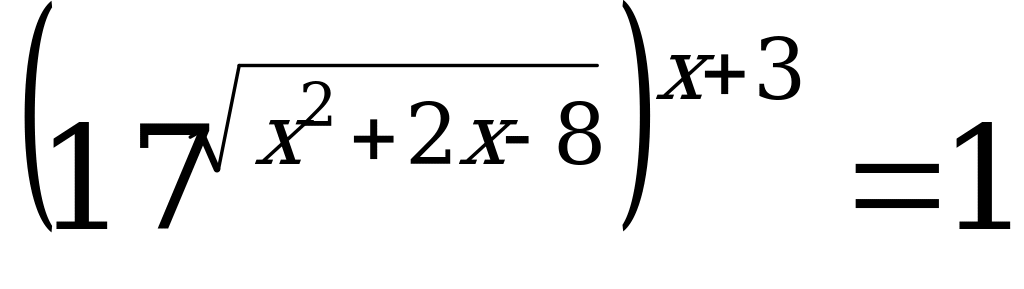 (17^√(x²+2x-8))^(x+3) = 1